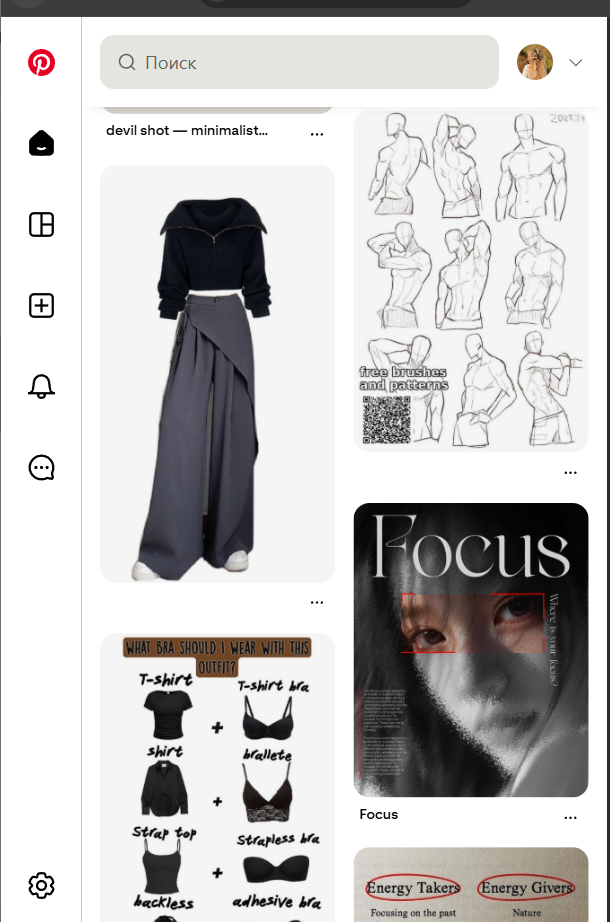 Поиск
devil shot — minimalist...
2025.7.4
free brushes
and patterns
WHAT BRA SHOULD I WEAR WITH THIS
OUTFIT?
T-shirt
T-shirt bra
+
shirt
brallete
+
Strap top
Strapless bra
+
backless
adhesive bra
Focus
Where is your focus?
Focus
Energy Takers
Energy Givers
Focusing on the past
Nature